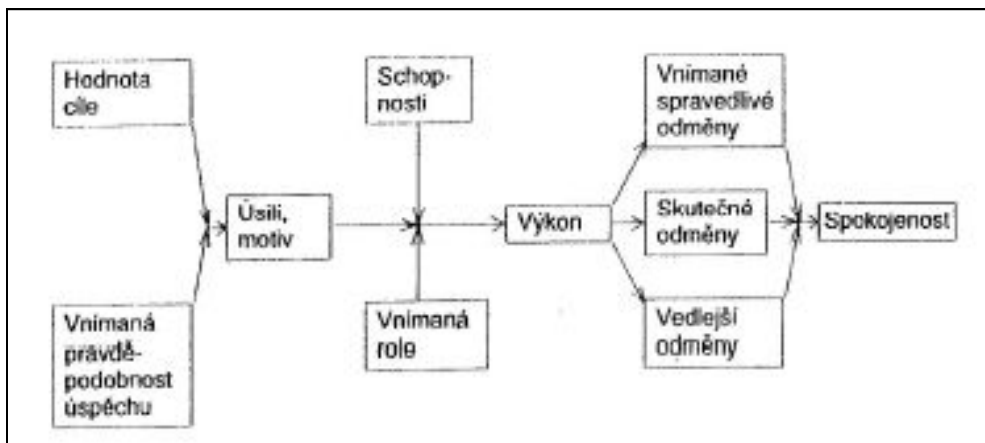 Hodnota
cíle
Vnímaná
pravdě-
podobnost
úspěchu
Úsilí,
motiv
Schop-
nosti
Vnímaná
role
Výkon
Vnímané
spravedlivé
odměny
Skutečné
odměny
Vedlejší
odměny
Spokojenost